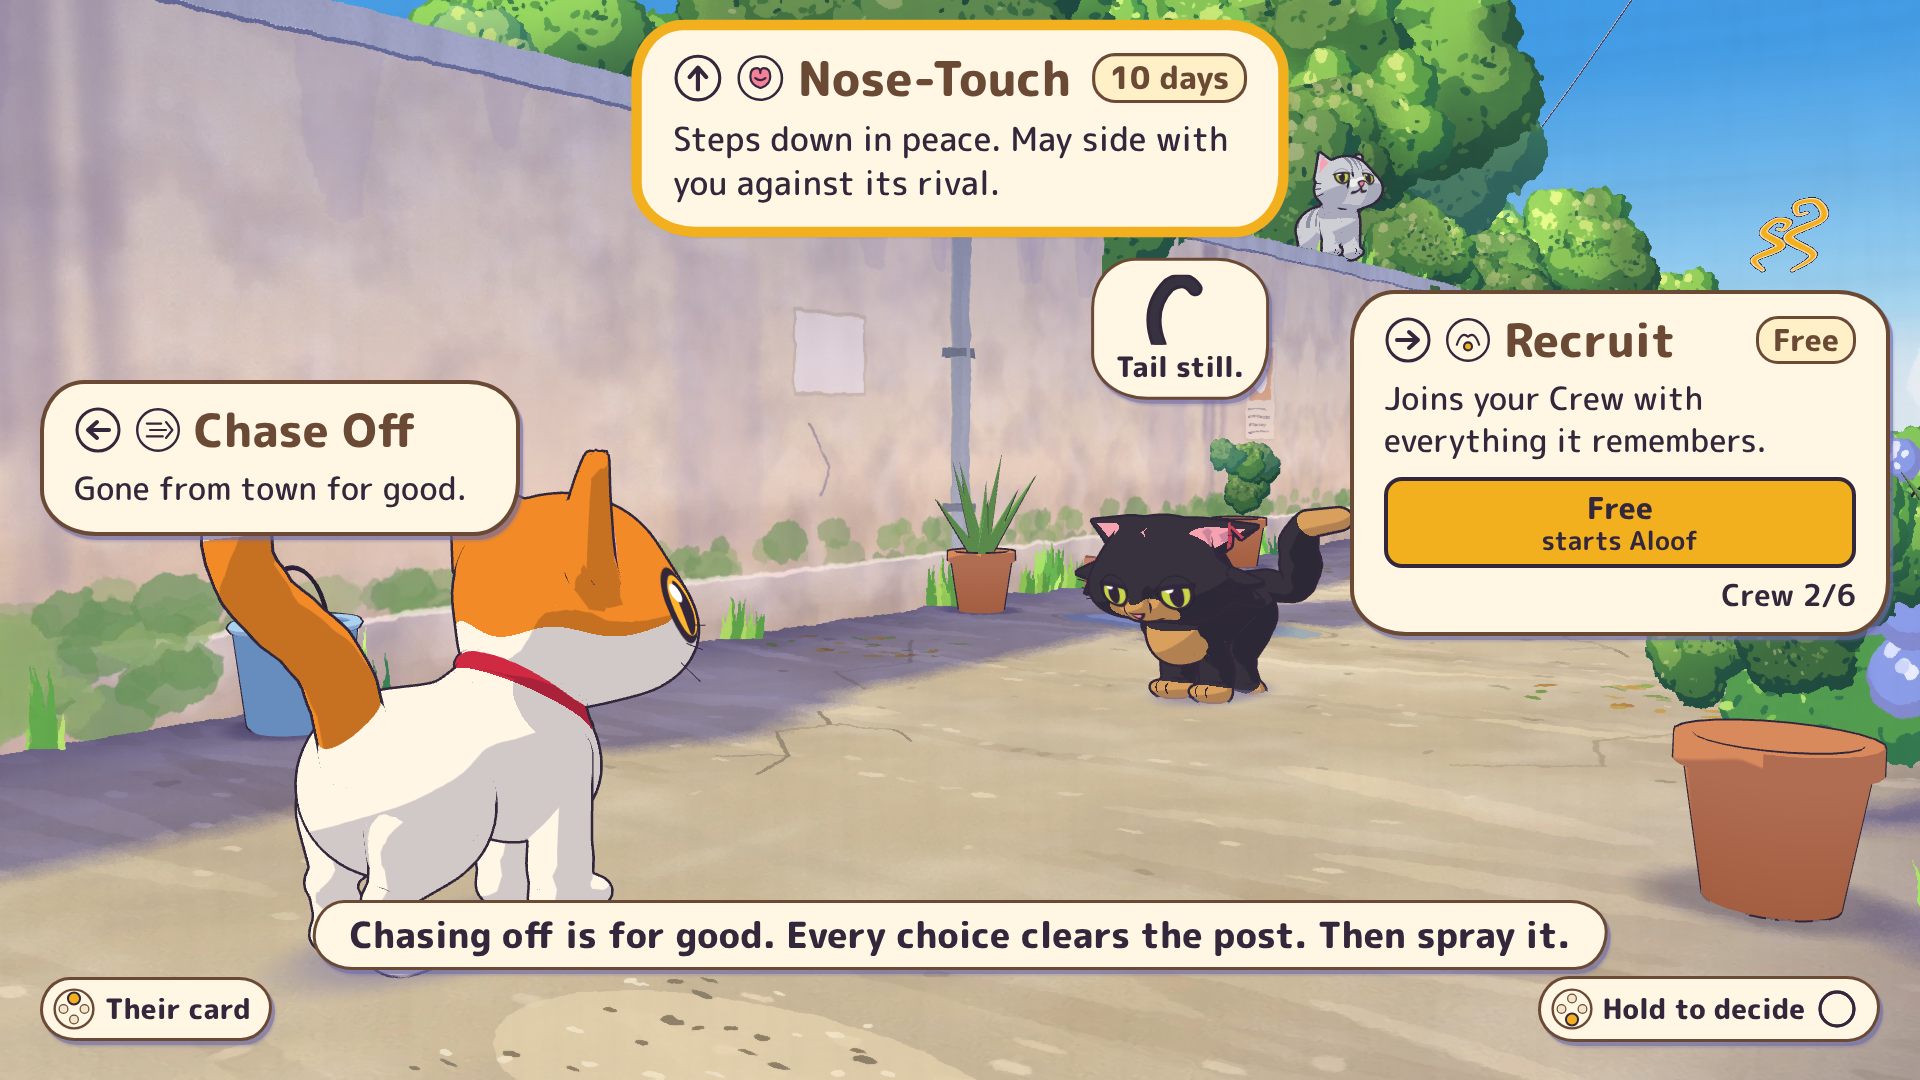 Nose-Touch
10 days
Steps down in peace. May side with
you against its rival.
Tail still.
Chase Off
Gone from town for good.
Recruit
Free
Joins your Crew with
everything it remembers.
Free
starts Aloof
Crew 2/6
Chasing off is for good. Every choice clears the post. Then spray it.
Their card
Hold to decide